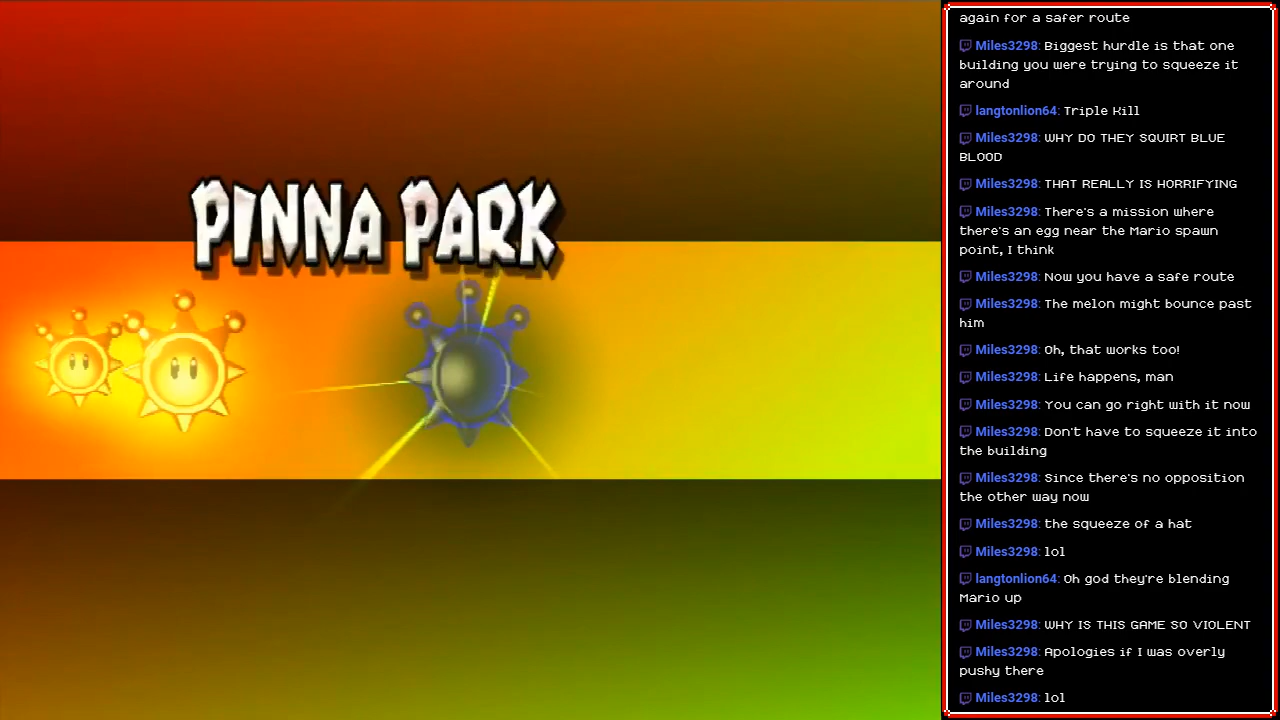 PINNA PARK
again for a safer route
Miles3298: Biggest hurdle is that one
building you were trying to squeeze it
around
langtonlion64: Triple Kill
Miles3298: WHY DO THEY SQUIRT BLUE
BLOOD
Miles3298: THAT REALLY IS HORRIFYING
Miles3298: There's a mission where
there's an egg near the Mario spawn
point, I think
Miles3298: Now you have a safe route
Miles3298: The melon might bounce past
him
Miles3298: Oh, that works too!
Miles3298: Life happens, man
Miles3298: You can go right with it now
Miles3298: Don't have to squeeze it into
the building
Miles3298: Since there's no opposition
the other way now
Miles3298: the squeeze of a hat
Miles3298: lol
langtonlion64: Oh god they're blending
Mario up
Miles3298: WHY IS THIS GAME SO VIOLENT
Miles3298: Apologies if I was overly
pushy there
Miles3298: lol